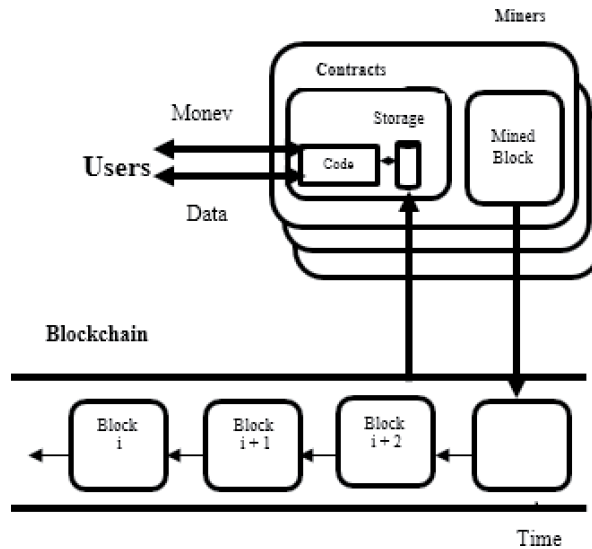 Miners
Contracts
Monev
Storage
Mined
Block
Code
Users
Data
Blockchain
Block
i
Block
i + 1
Block
i + 2
Time